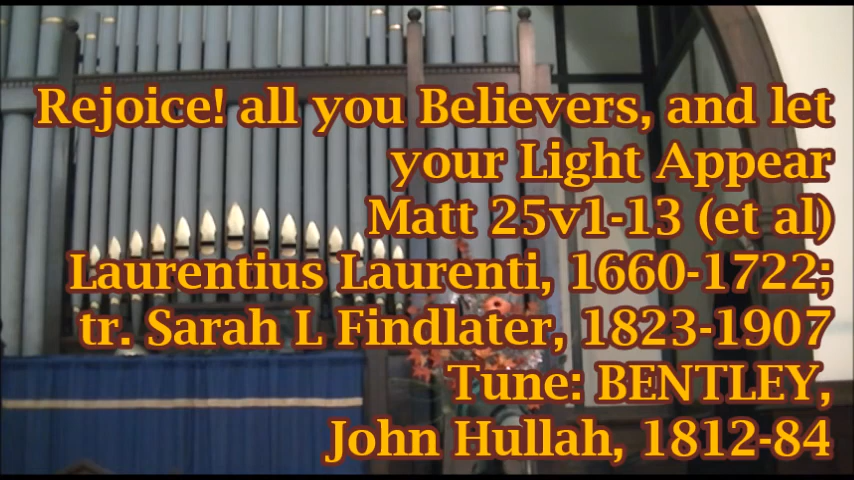 Rejoice! all you Believers, and let
your Light Appear
Matt 25v1-13 (et al)
Laurentius Laurenti, 1660-1722;
tr. Sarah L Findlater, 1823-1907
Tune: BENTLEY,
John Hullah, 1812-84